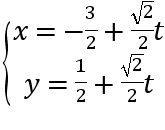 x = −3/2 + √2/2 t
y = 1/2 + √2/2 t